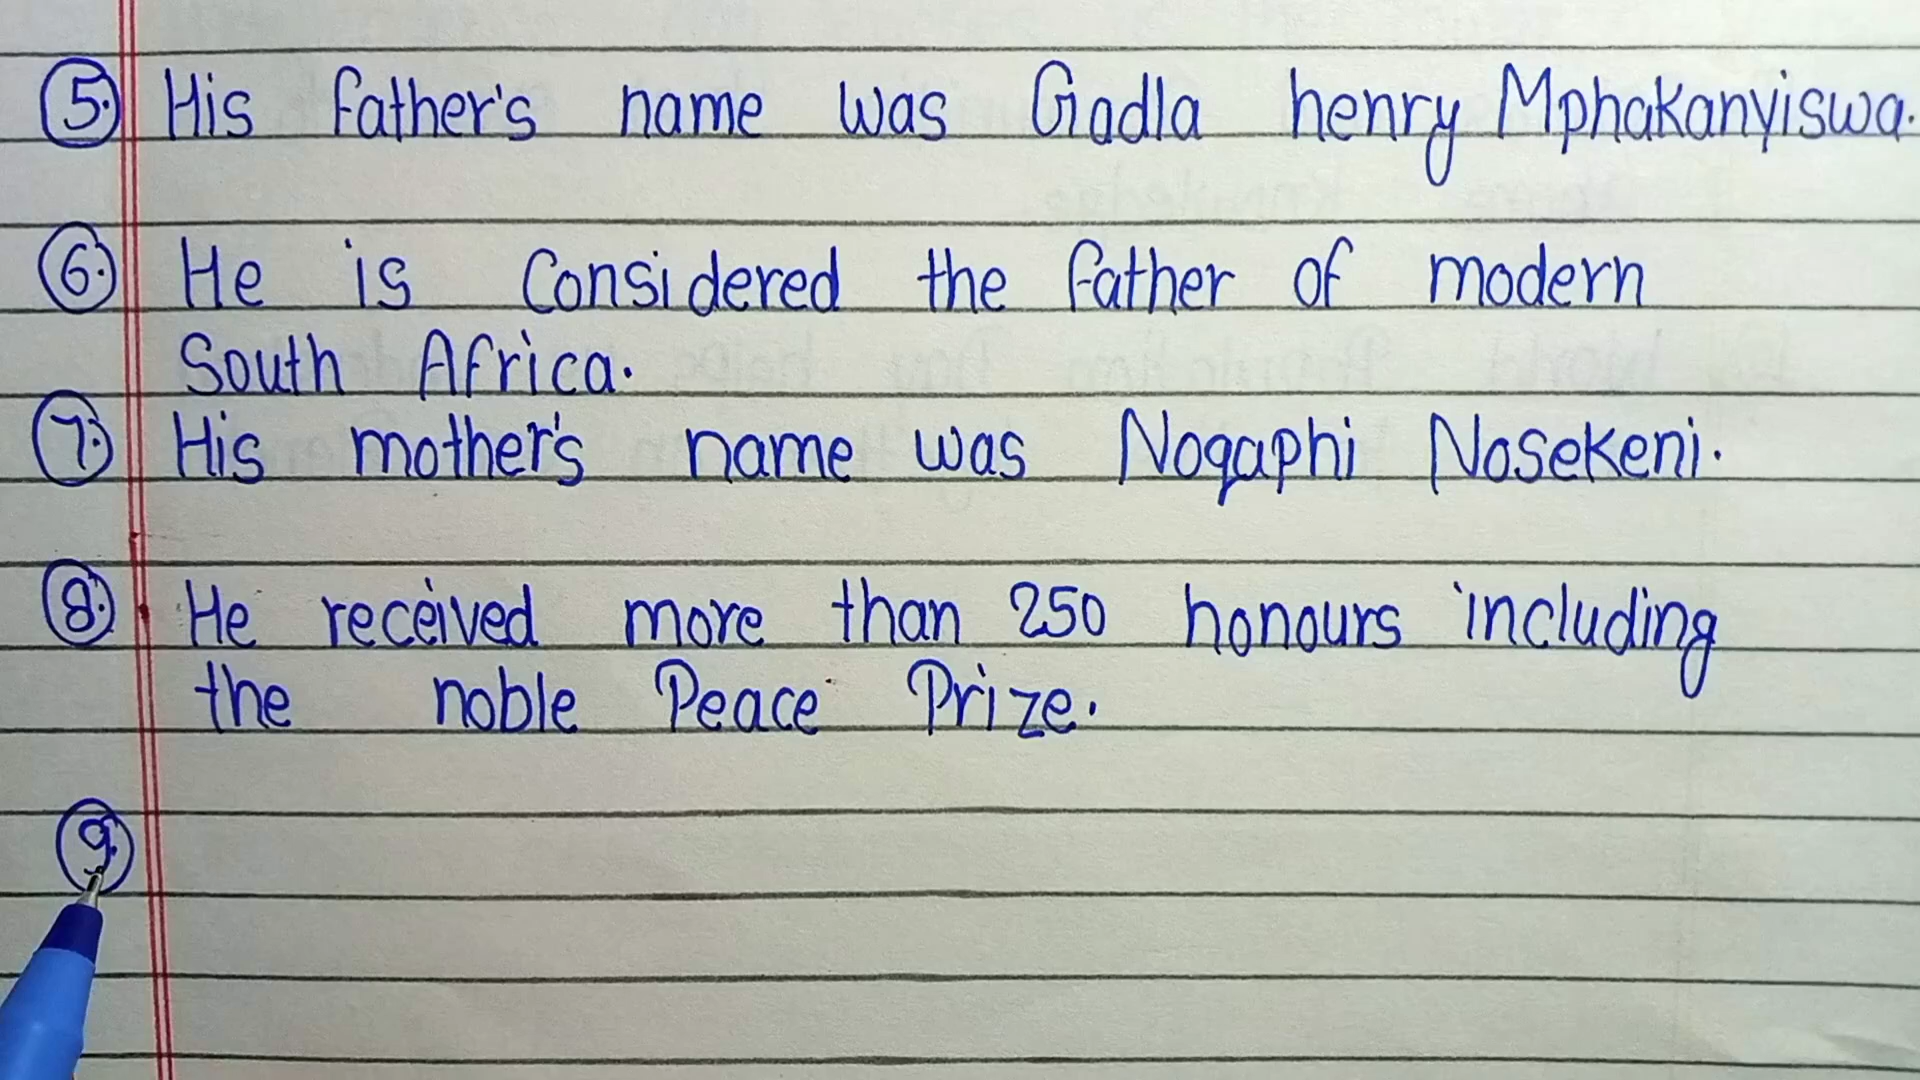 5. His father's name was Gadla henry Mphakanyiswa.
6. He is Considered the father of modern
South Africa.
7. His mother's name was Noqaphi Nosekeni.
8. He received more than 250 honours including
the noble Peace Prize.
9.